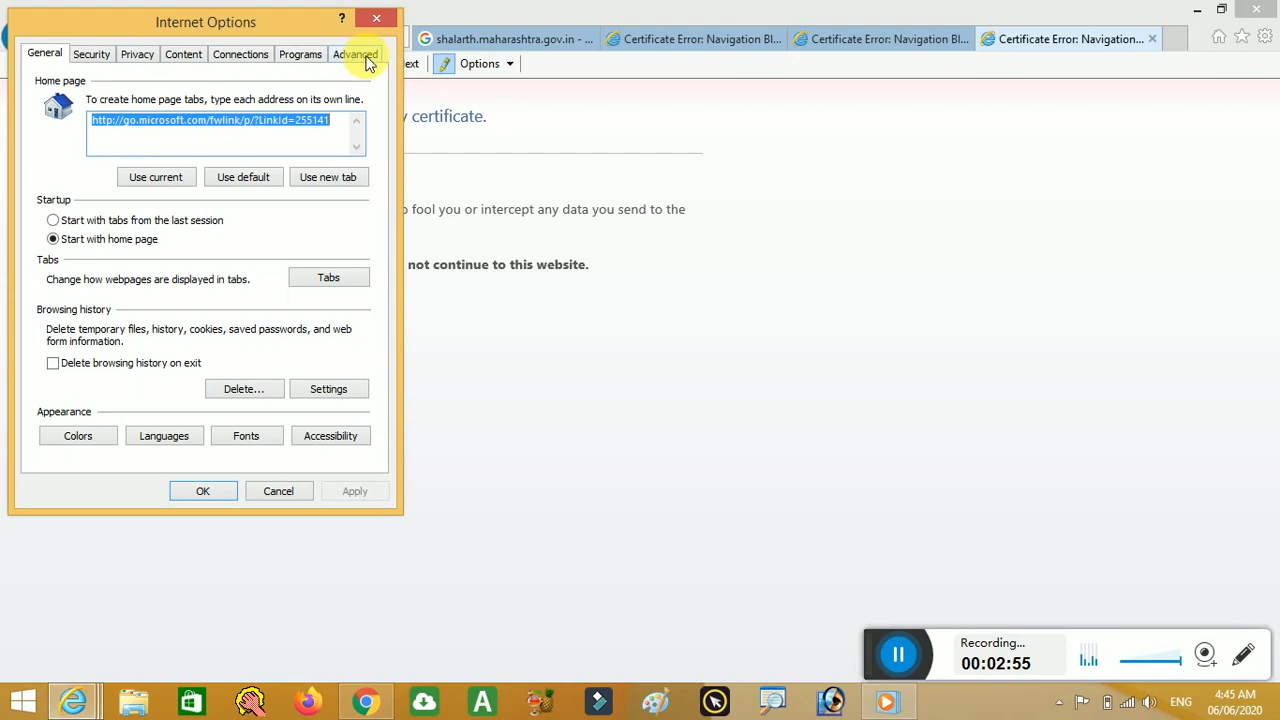 Internet Options
?
General
Security
Privacy
Content
Connections
Programs
Advanced
Home page
To create home page tabs, type each address on its own line.
http://go.microsoft.com/fwlink/p/?LinkId=255141
Use current
Use default
Use new tab
Startup
Start with tabs from the last session
Start with home page
Tabs
Change how webpages are displayed in tabs.
Tabs
Browsing history
Delete temporary files, history, cookies, saved passwords, and web
form information.
Delete browsing history on exit
Delete...
Settings
Appearance
Colors
Languages
Fonts
Accessibility
OK
Cancel
Apply
shalarth.maharashtra.gov.in - ...
Certificate Error: Navigation Bl...
Certificate Error: Navigation Bl...
Certificate Error: Navigation...
Options
certificate.
fool you or intercept any data you send to the
not continue to this website.
Recording...
00:02:55
ENG
4:45 AM
06/06/2020